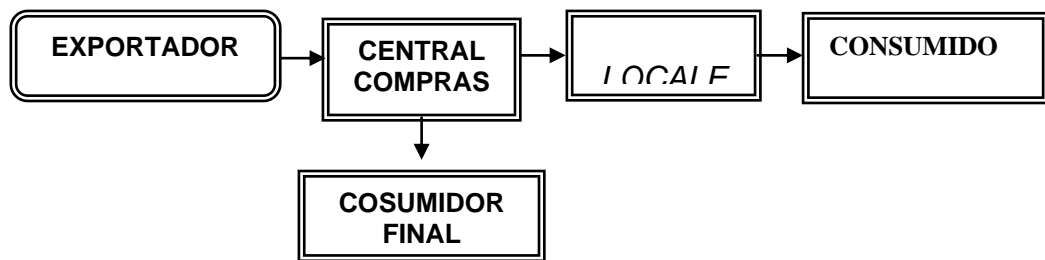 EXPORTADOR
CENTRAL
COMPRAS
LOCALE
CONSUMIDO
COSUMIDOR
FINAL